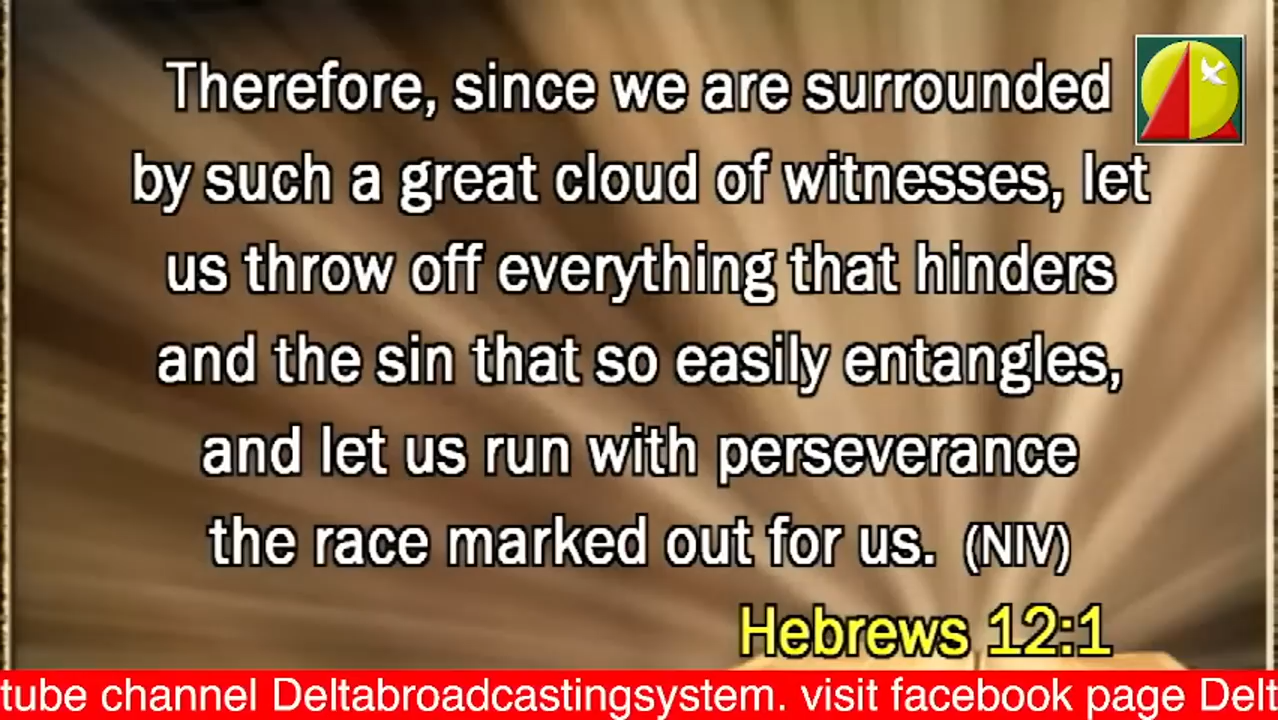 Therefore, since we are surrounded
by such a great cloud of witnesses, let
us throw off everything that hinders
and the sin that so easily entangles,
and let us run with perseverance
the race marked out for us. (NIV)
Hebrews 12:1
tube channel Deltabroadcastingsystem. visit facebook page Delt